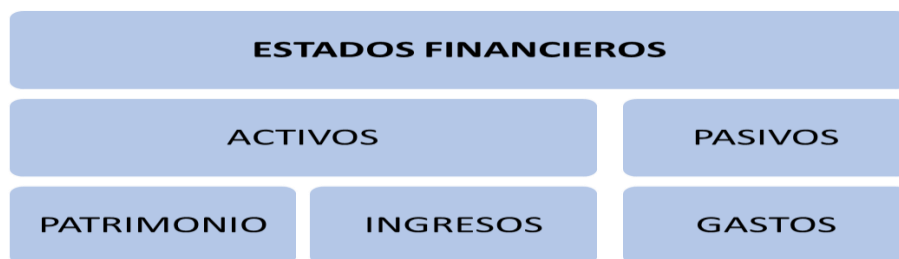 ESTADOS FINANCIEROS
ACTIVOS
PASIVOS
PATRIMONIO
INGRESOS
GASTOS